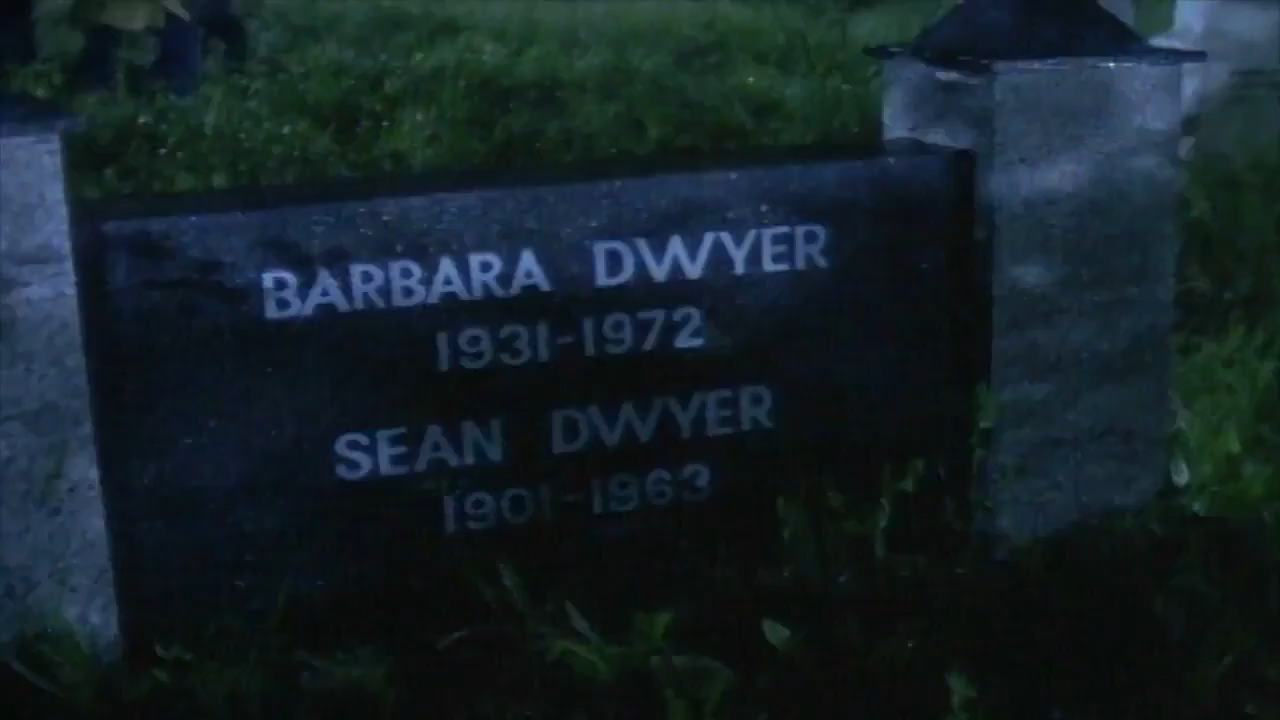 BARBARA DWYER
1931-1972
SEAN DWYER
1901-1963